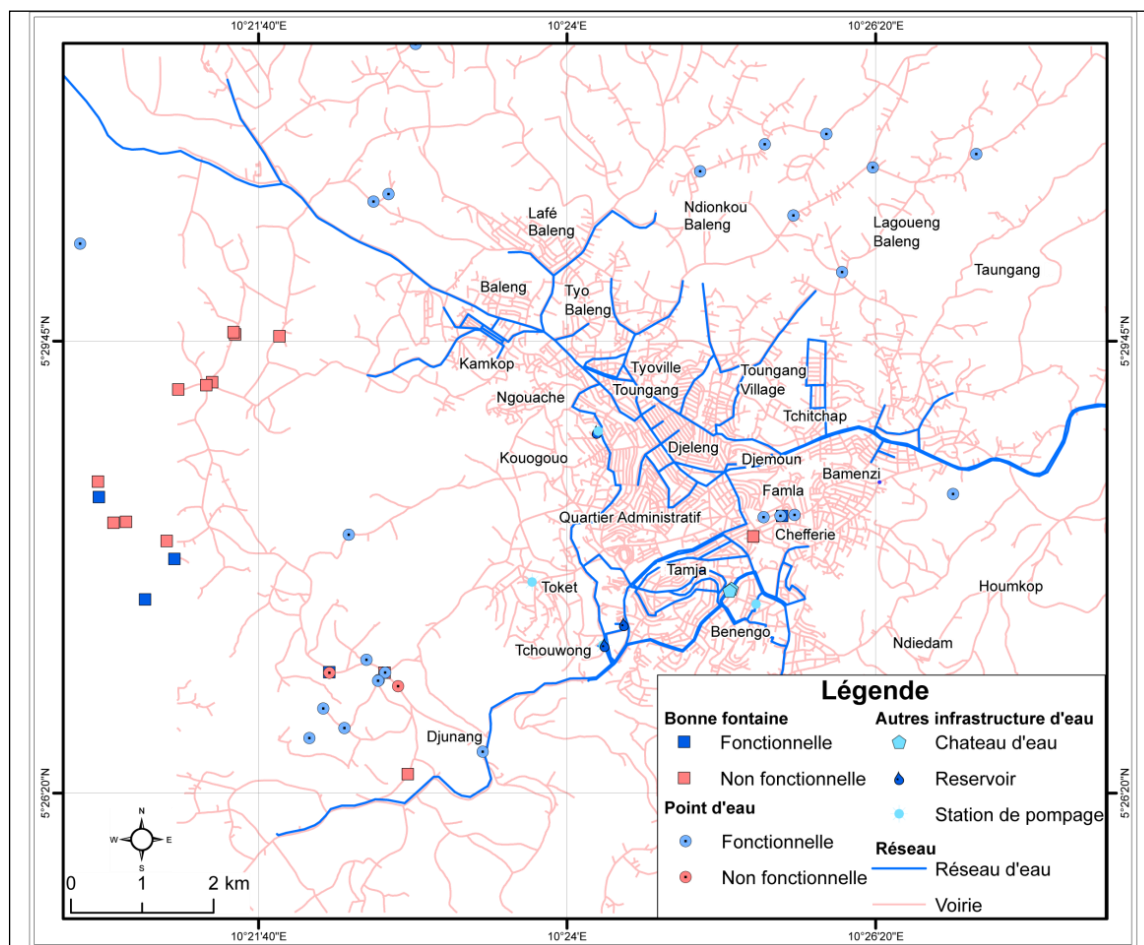 10°21'40"E
10°24'E
10°26'20"E
Lafé
Baleng
Ndionkou
Baleng
Lagoueng
Baleng
Taungang
Baleng
Tyo
Baleng
5°29'45"N
5°29'45"N
Kamkop
Tyoville
Toungang
Toungang
Village
Ngouache
Tchitchap
Djeleng
Kouogouo
Djemoun
Bamenzi
Famla
Quartier Administratif
Chefferie
Tamja
Toket
Houmkop
Benengo
Ndiedam
Tchouwong
Djunang
5°26'20"N
5°26'20"N
Légende
Bonne fontaine
Fonctionnelle
Non fonctionnelle
Point d'eau
Fonctionnelle
Non fonctionnelle
Autres infrastructure d'eau
Chateau d'eau
Reservoir
Station de pompage
Réseau
Réseau d'eau
Voirie
N
W E
S
0 1 2 km
10°21'40"E
10°24'E
10°26'20"E